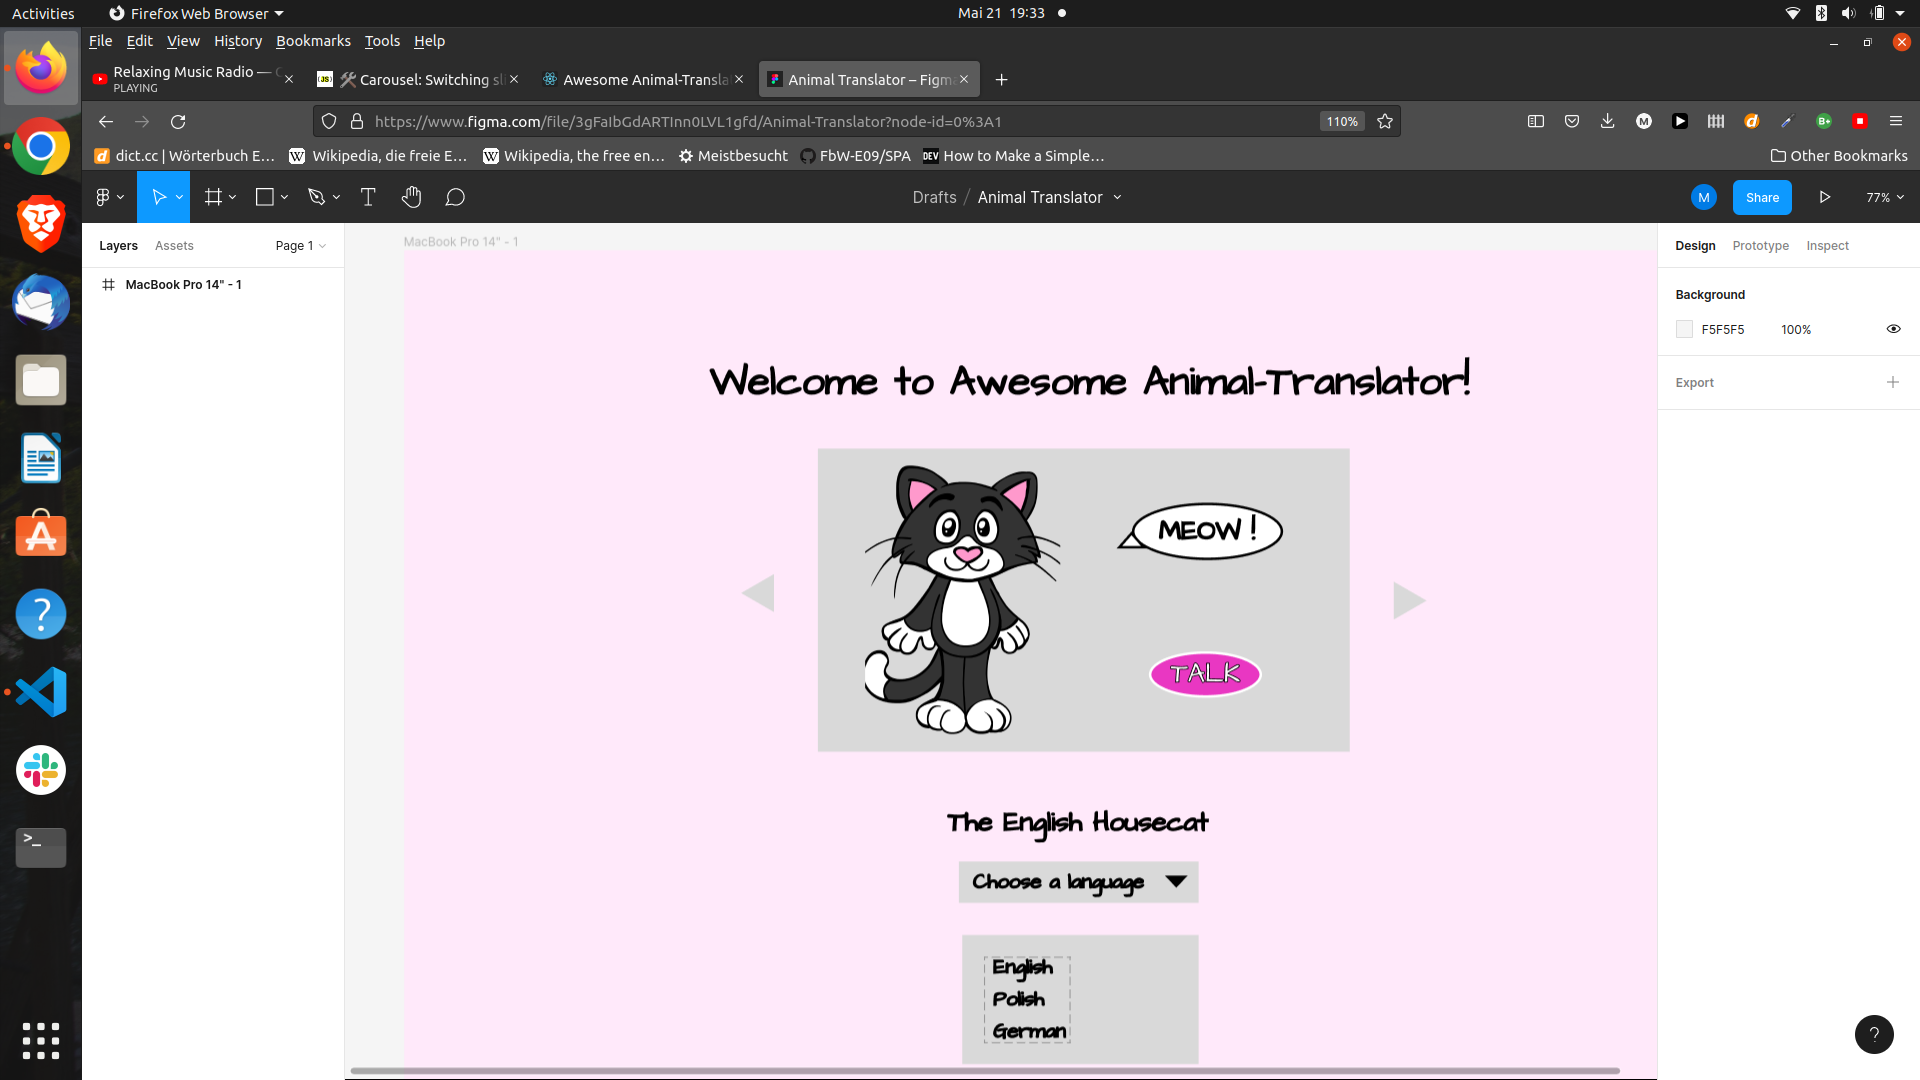 Activities
Firefox Web Browser
Mai 21 19:33
File Edit View History Bookmarks Tools Help
Relaxing Music Radio —
PLAYING
Carousel: Switching sl
Awesome Animal-Transla
Animal Translator – Figma
https://www.figma.com/file/3gFaIbGdARTInn0LVL1gfd/Animal-Translator?node-id=0%3A1
110%
dict.cc | Wörterbuch E…
Wikipedia, die freie E…
Wikipedia, the free en…
Meistbesucht
FbW-E09/SPA
DEV
How to Make a Simple…
Other Bookmarks
Drafts / Animal Translator
M
Share
77%
Layers Assets Page 1
MacBook Pro 14" - 1
MacBook Pro 14" - 1
Welcome to Awesome Animal-Translator!
MEOW !
TALK
The English Housecat
Choose a language
English
Polish
German
Design Prototype Inspect
Background
F5F5F5 100%
Export
?